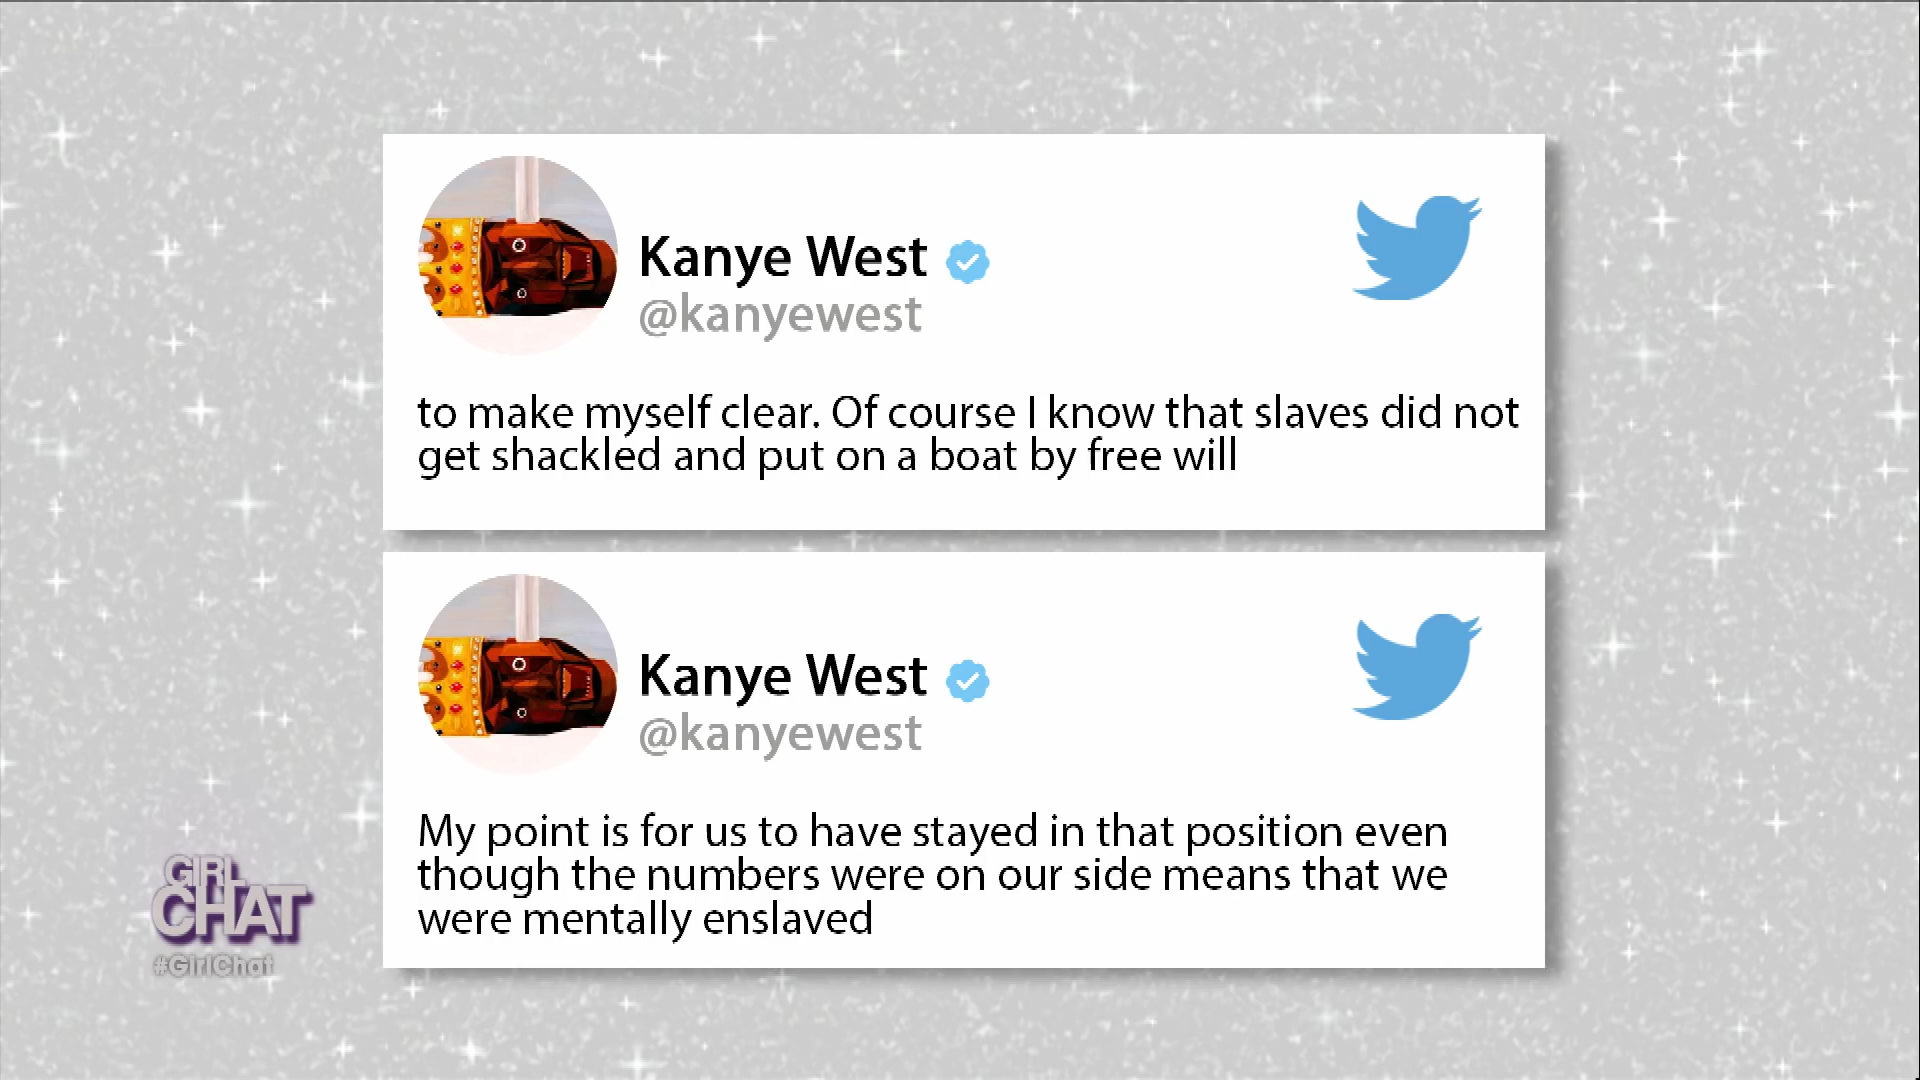 Kanye West
@kanyewest
to make myself clear. Of course I know that slaves did not
get shackled and put on a boat by free will
Kanye West
@kanyewest
My point is for us to have stayed in that position even
though the numbers were on our side means that we
were mentally enslaved
GIRL
CHAT
#GirlChat